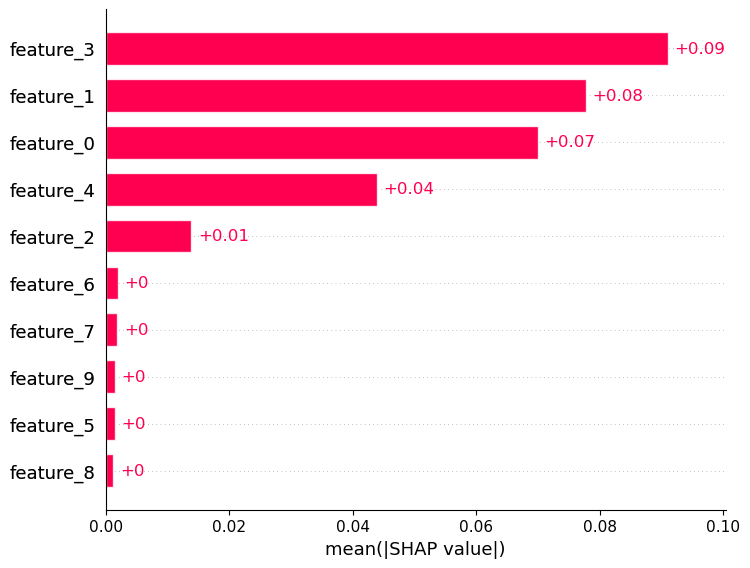 feature_3 +0.09
feature_1 +0.08
feature_0 +0.07
feature_4 +0.04
feature_2 +0.01
feature_6 +0
feature_7 +0
feature_9 +0
feature_5 +0
feature_8 +0
0.00 0.02 0.04 0.06 0.08 0.10
mean(|SHAP value|)